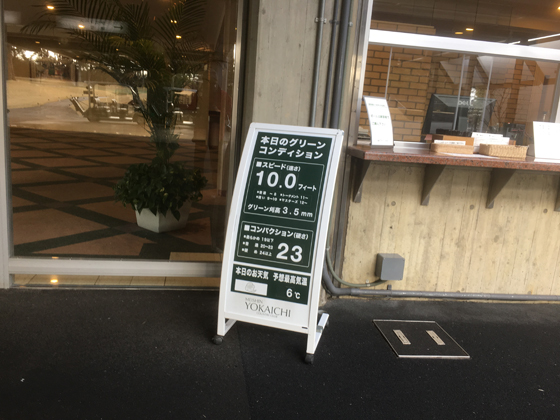 本日のグリーン
コンディション
■スピード(速さ)
10.0フィート
グリーン刈高 3.5mm
■コンパクション(硬さ)
23
本日のお天気 予想最高気温
6℃
YOKAICHI